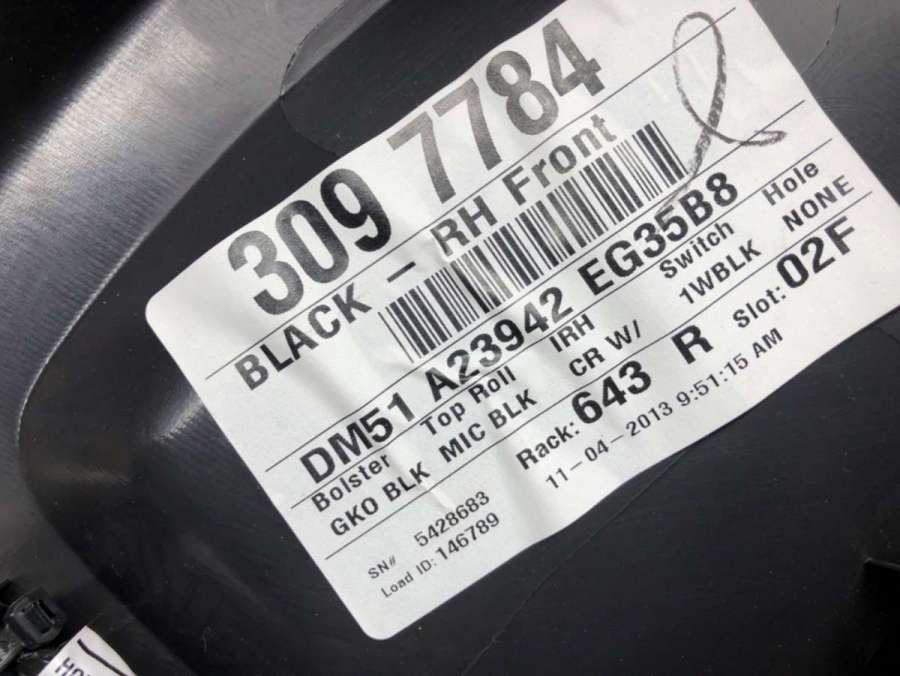 309 7784
BLACK - RH Front
DM51 A23942 EG35B8
Bolster Top Roll IRH Switch Hole
GKO BLK MIC BLK CR W/ 1WBLK NONE
Rack: 643 R Slot: 02F
SN# 5428683 11-04-2013 9:51:15 AM
Load ID: 146789